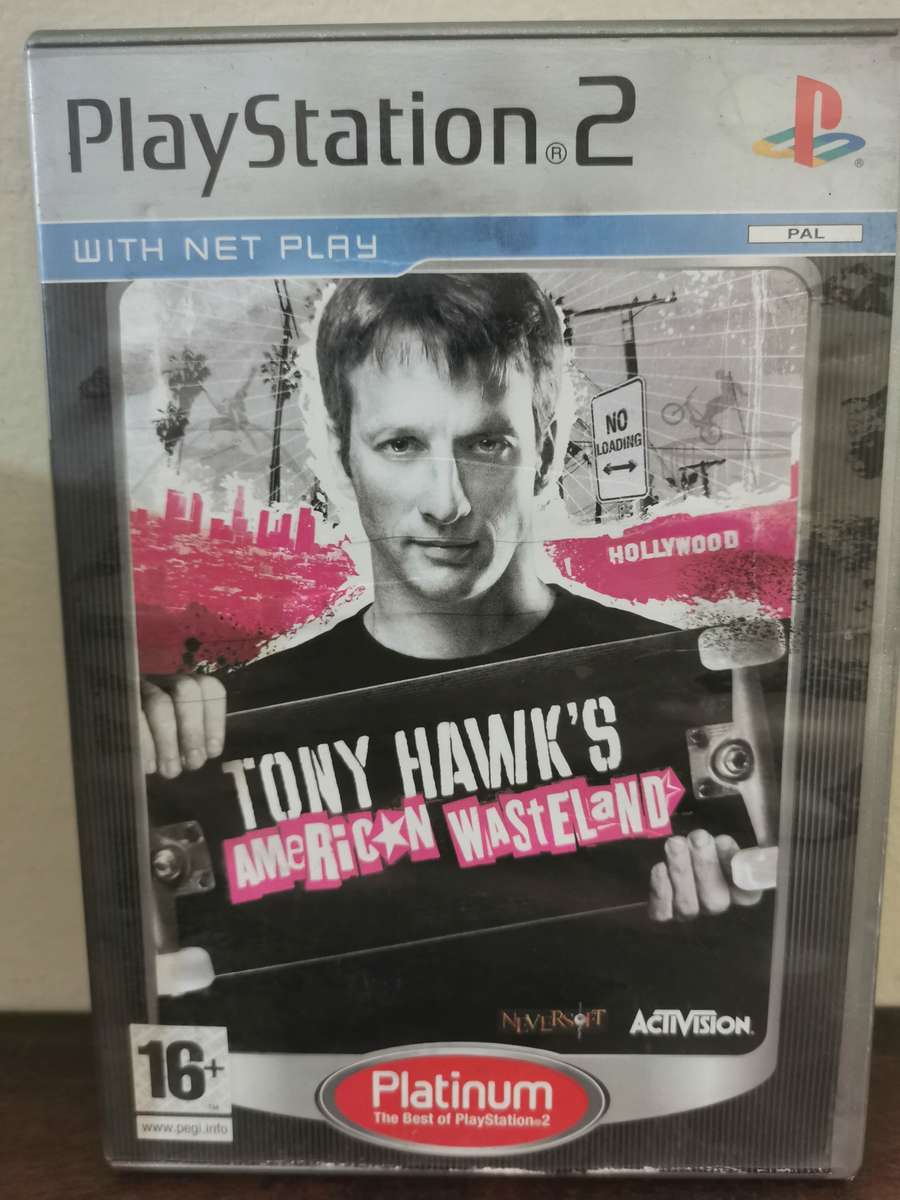 PlayStation®2
WITH NET PLAY
PAL
NO
LOADING
HOLLYWOOD
TONY HAWK'S
AMeRiCAN WASteLaND
NEVERSOFT
ACTIVISION
16+
www.pegi.info
Platinum
The Best of PlayStation®2